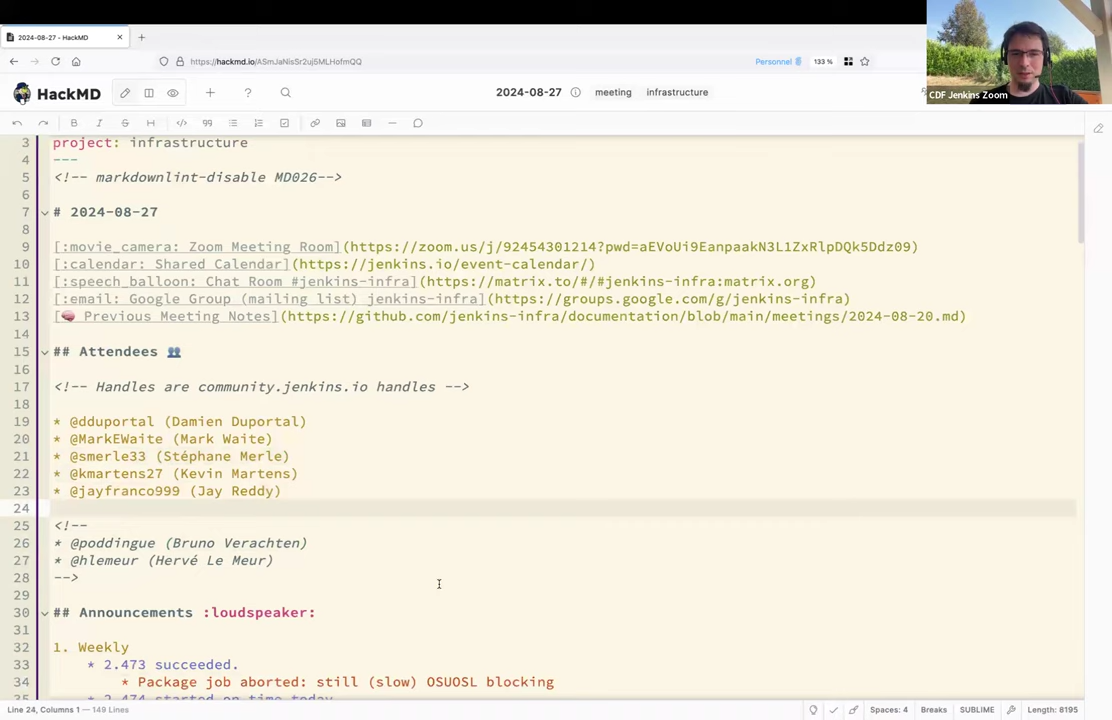 2024-08-27 - HackMD
https://hackmd.io/ASmJaNisSr2uj5MLHofmQQ
Personnel
133 %
HackMD
2024-08-27
meeting
infrastructure
CDF Jenkins Zoom
3 project: infrastructure
4 ---
5 <!-- markdownlint-disable MD026-->
6
7 # 2024-08-27
8
9 [:movie_camera: Zoom Meeting Room](https://zoom.us/j/92454301214?pwd=aEVoUi9EanpaakN3L1ZxRlpDQk5Ddz09)
10 [:calendar: Shared Calendar](https://jenkins.io/event-calendar/)
11 [:speech_balloon: Chat Room #jenkins-infra](https://matrix.to/#/#jenkins-infra:matrix.org)
12 [:email: Google Group (mailing list) jenkins-infra](https://groups.google.com/g/jenkins-infra)
13 [🧠 Previous Meeting Notes](https://github.com/jenkins-infra/documentation/blob/main/meetings/2024-08-20.md)
14
15 ## Attendees 👥
16
17 <!-- Handles are community.jenkins.io handles -->
18
19 * @dduportal (Damien Duportal)
20 * @MarkEWaite (Mark Waite)
21 * @smerle33 (Stéphane Merle)
22 * @kmartens27 (Kevin Martens)
23 * @jayfranco999 (Jay Reddy)
24
25 <!--
26 * @poddingue (Bruno Verachten)
27 * @hlemeur (Hervé Le Meur)
28 -->
29
30 ## Announcements :loudspeaker:
31
32 1. Weekly
33 * 2.473 succeeded.
34 * Package job aborted: still (slow) OSUOSL blocking
35 * 2.474 started on time today
Line 24, Columns 1 — 149 Lines
Spaces: 4
Breaks
SUBLIME
Length: 8195